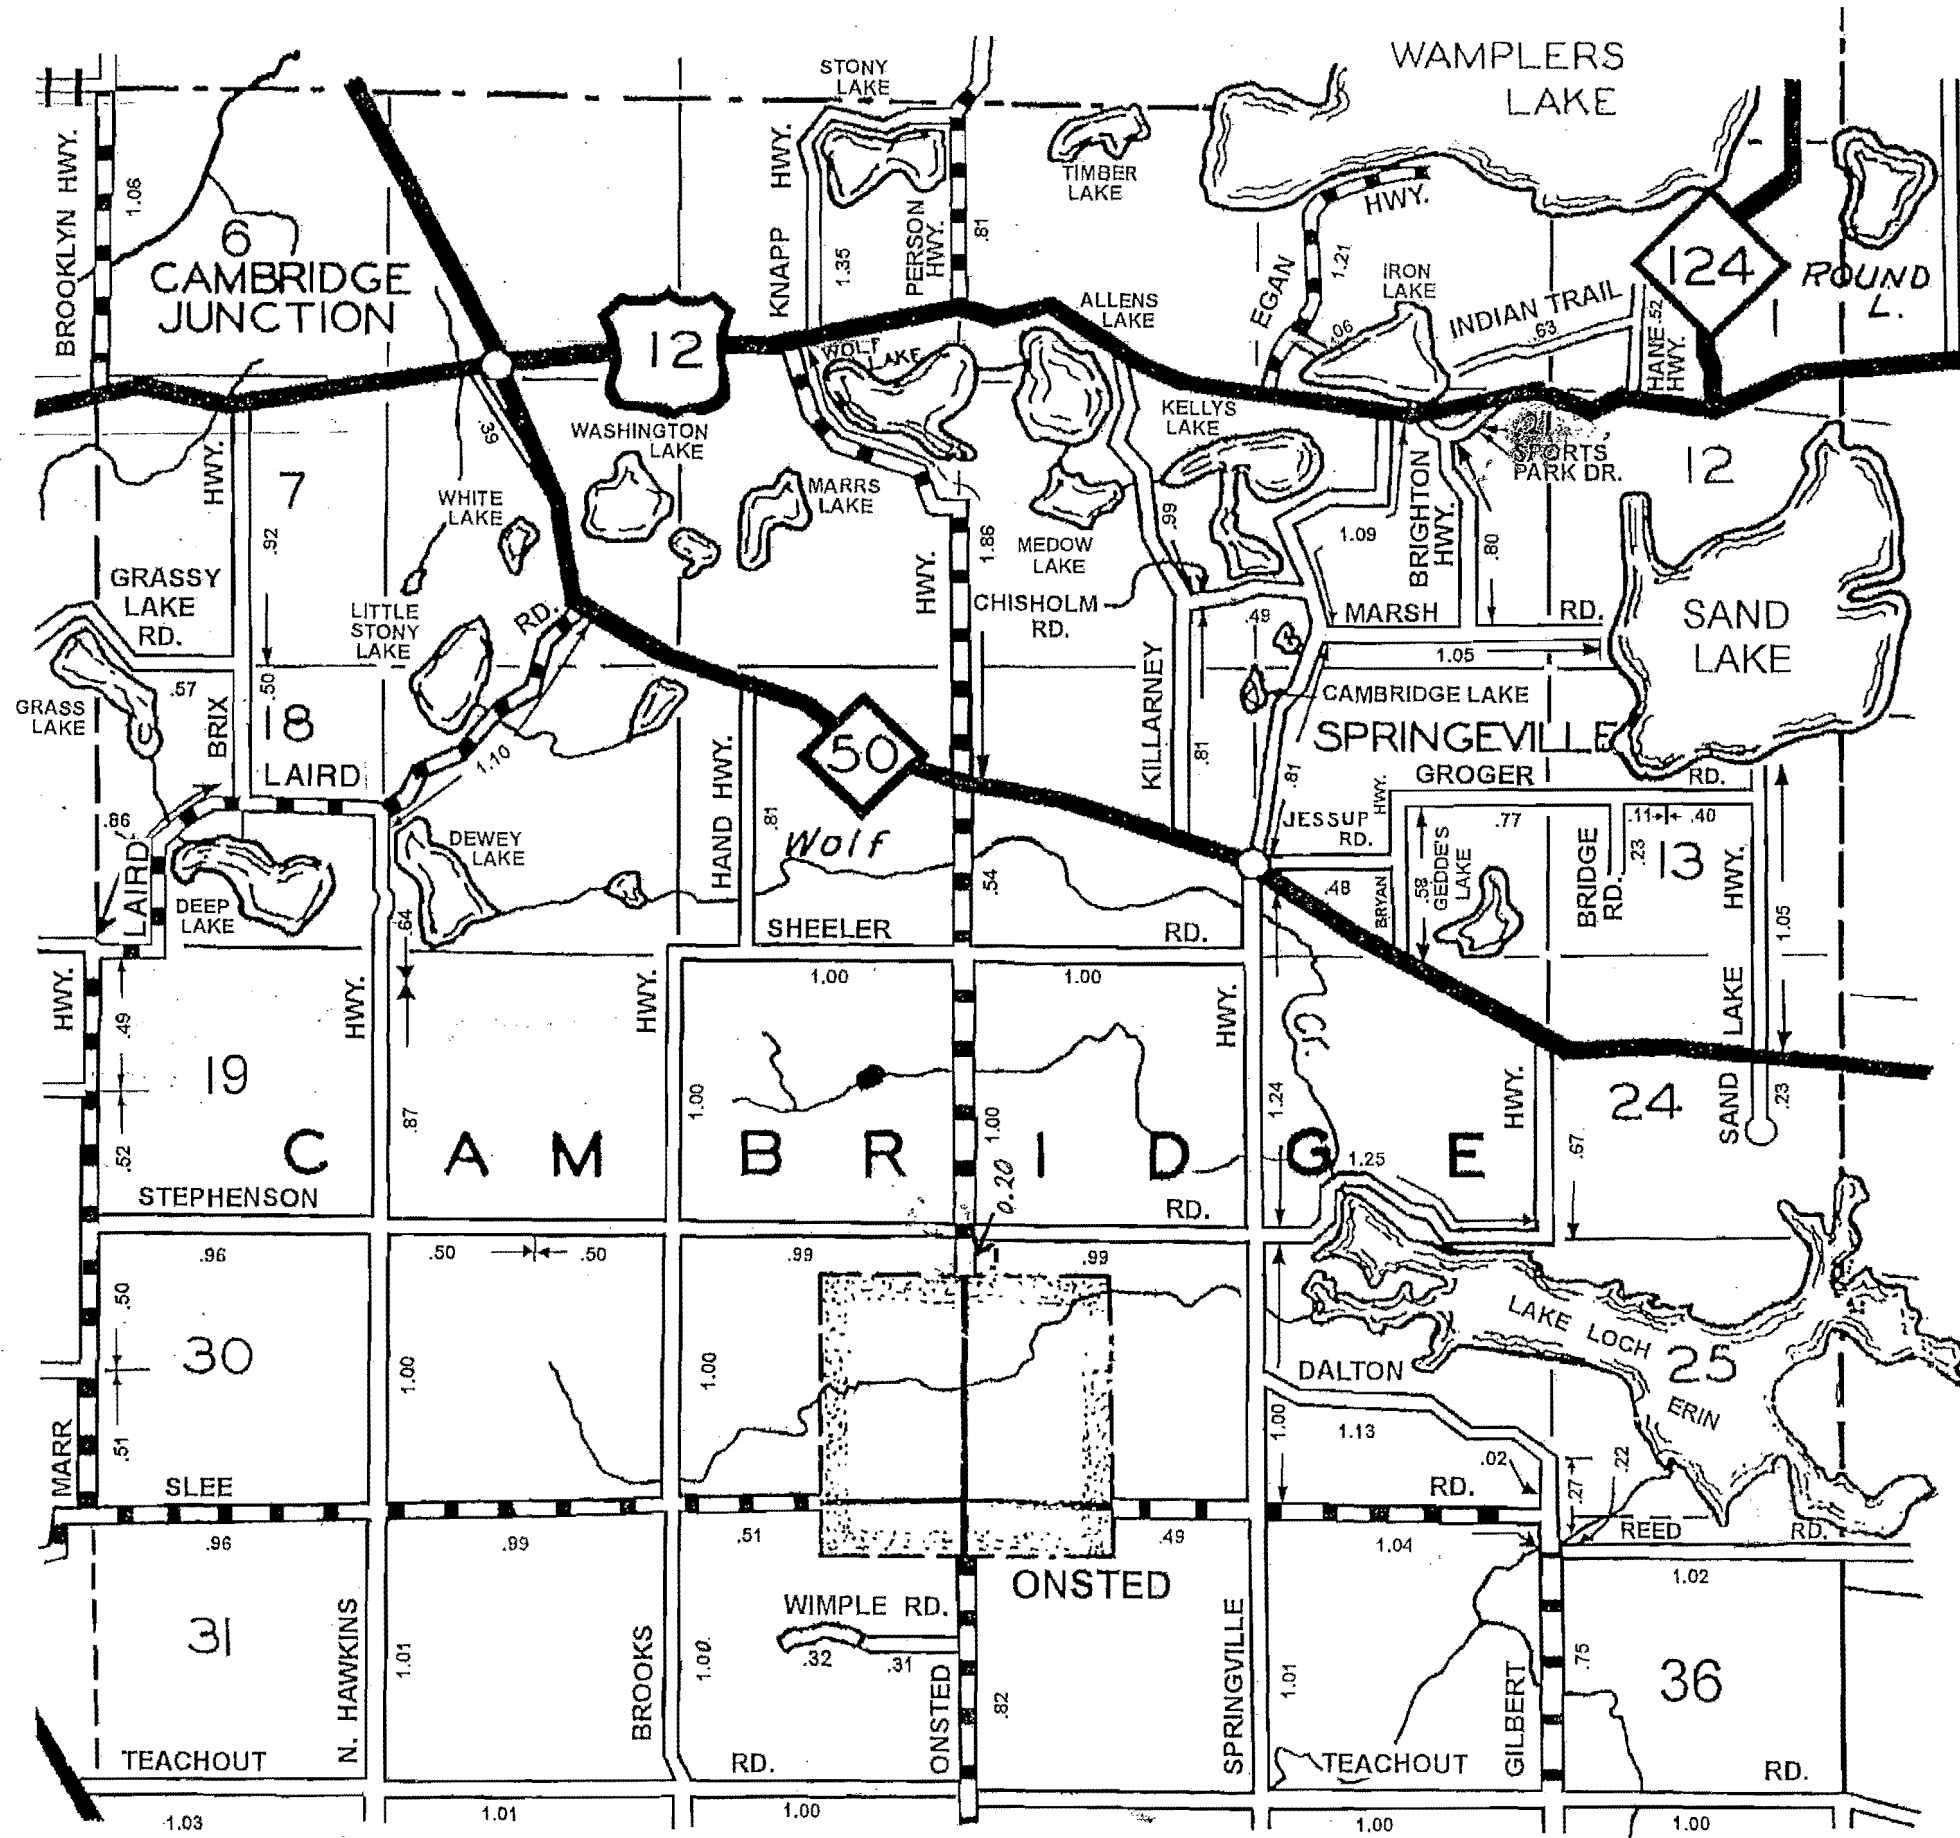 WAMPLERS
LAKE
STONY
LAKE
BROOKLYN HWY.
1.06
6
CAMBRIDGE
JUNCTION
KNAPP HWY.
1.35
PERSON
HWY.
.81
TIMBER
LAKE
HWY.
EGAN
1.21
.06
IRON
LAKE
INDIAN TRAIL
.63
HANE
HWY.
.52
124
1
ROUND
L.
12
ALLENS
LAKE
WOLF
LAKE
.39
WASHINGTON
LAKE
KELLYS
LAKE
SPORTS
PARK DR.
12
HWY.
7
.92
WHITE
LAKE
MARRS
LAKE
1.86
MEDOW
LAKE
.99
1.09
BRIGHTON
HWY.
.80
GRASSY
LAKE
RD.
LITTLE
STONY
LAKE
RD.
HWY.
CHISHOLM
RD.
.49
MARSH RD.
1.05
SAND
LAKE
.57
.50
GRASS
LAKE
BRIX
18
LAIRD
1.10
KILLARNEY
.81
CAMBRIDGE LAKE
SPRINGEVILLE
GROGER RD.
50
HAND HWY.
.81
.81
JESSUP
RD.
HWY.
.77
.11
.40
.86
LAIRD
DEEP
LAKE
DEWEY
LAKE
Wolf
.54
.48
BRYAN
.58
GEDDE'S
LAKE
BRIDGE
RD.
.23
13
SAND LAKE HWY.
1.05
.64
SHEELER RD.
1.00
1.00
HWY.
.49
HWY.
HWY.
HWY.
Cr.
HWY.
19
.87
1.00
1.00
1.24
24
SAND
.23
.52
C A M B R I D G E
1.25
.67
STEPHENSON RD.
0.20
.96
.50
.50
.99
.99
.50
30
1.00
1.00
LAKE LOCH
25
ERIN
DALTON
1.13
1.00
MARR
.51
SLEE RD.
.02
.27
.22
.96
.99
.51
.49
1.04
REED RD.
1.02
ONSTED
WIMPLE RD.
.32
.31
31
N. HAWKINS
1.01
BROOKS
1.00
ONSTED
.82
SPRINGVILLE
1.01
GILBERT
.75
36
TEACHOUT RD.
TEACHOUT RD.
1.03
1.01
1.00
1.00
1.00